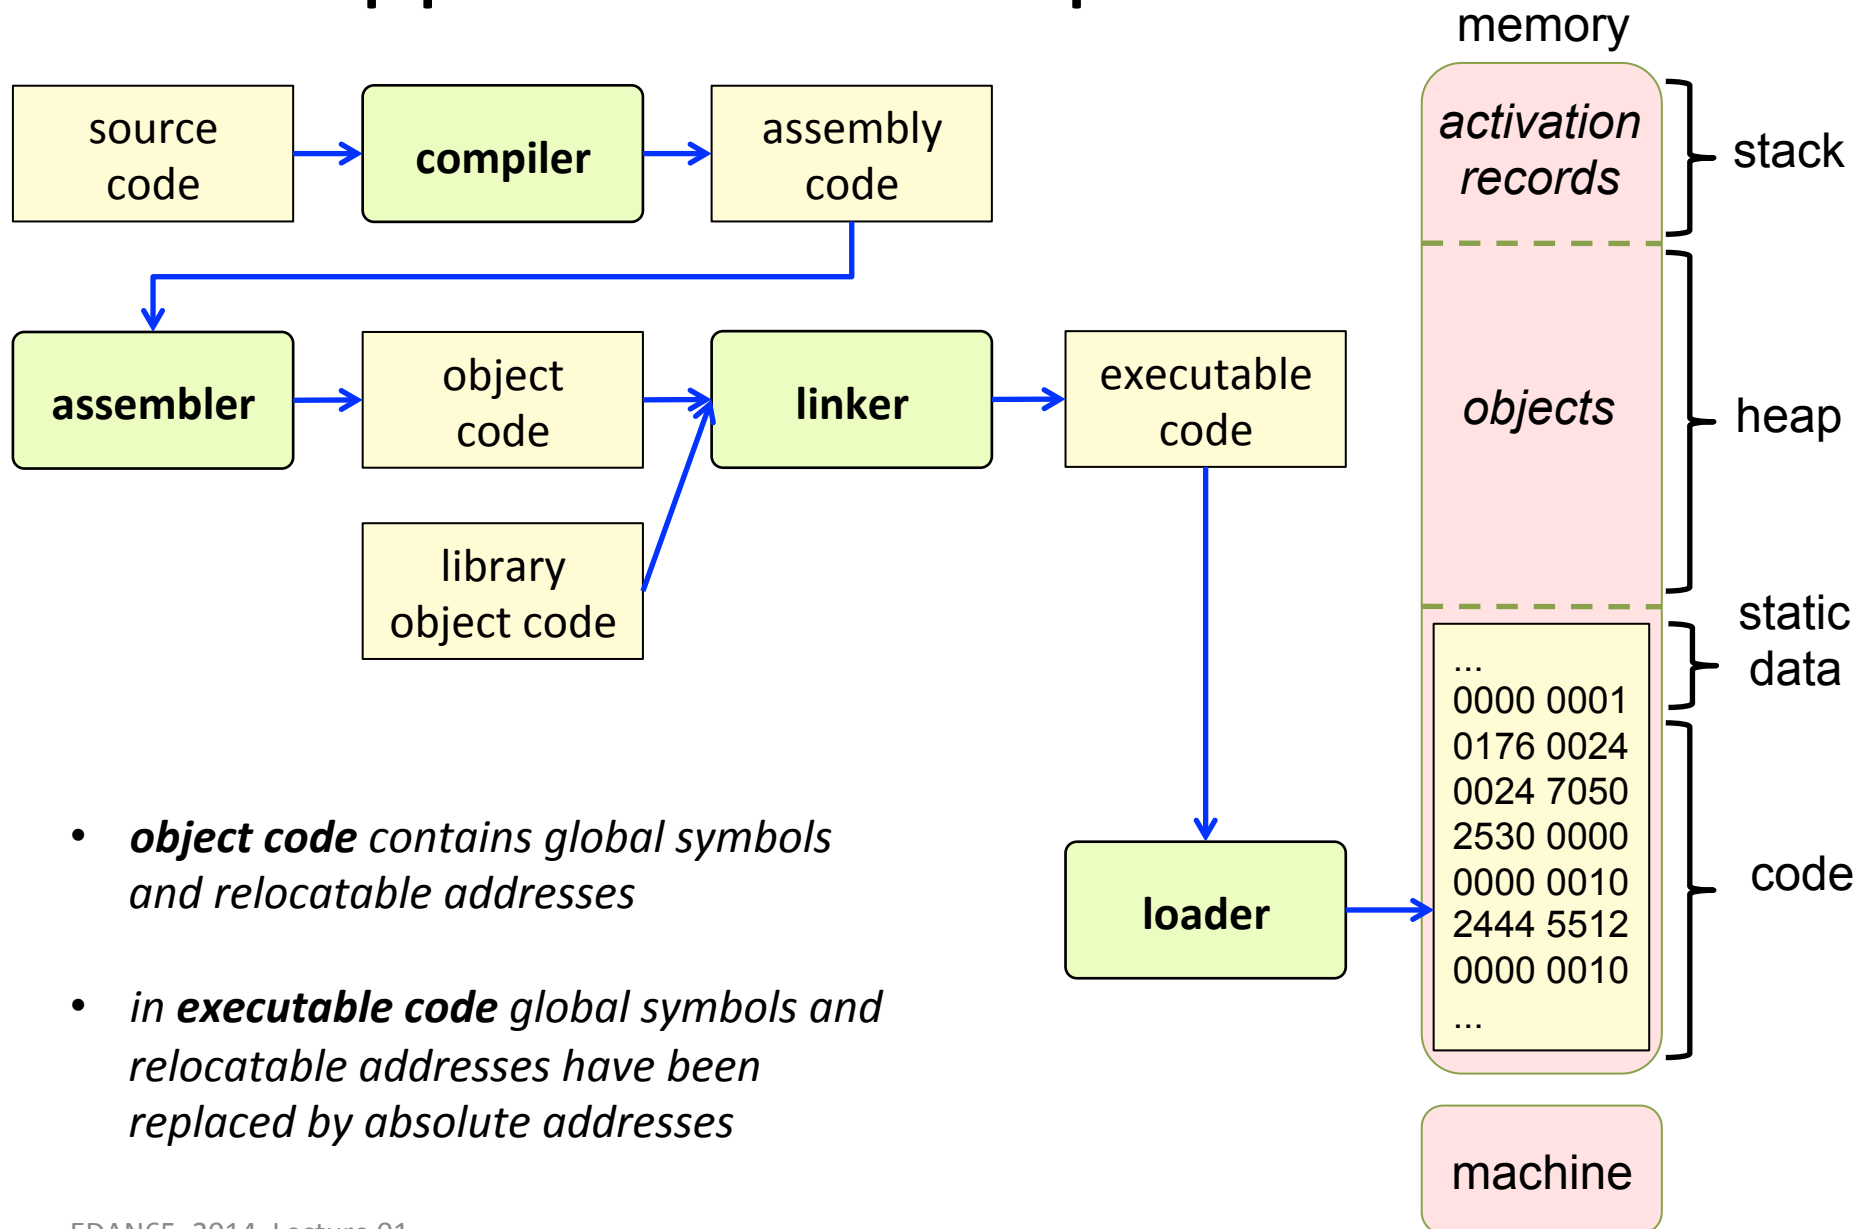 memory
source
code
compiler
assembly
code
activation
records
stack
assembler
object
code
linker
executable
code
objects
heap
library
object code
static
data
...
0000 0001
0176 0024
0024 7050
2530 0000
0000 0010
2444 5512
0000 0010
...
code
loader
• object code contains global symbols
and relocatable addresses
• in executable code global symbols and
relocatable addresses have been
replaced by absolute addresses
machine
2014, Lecture 01